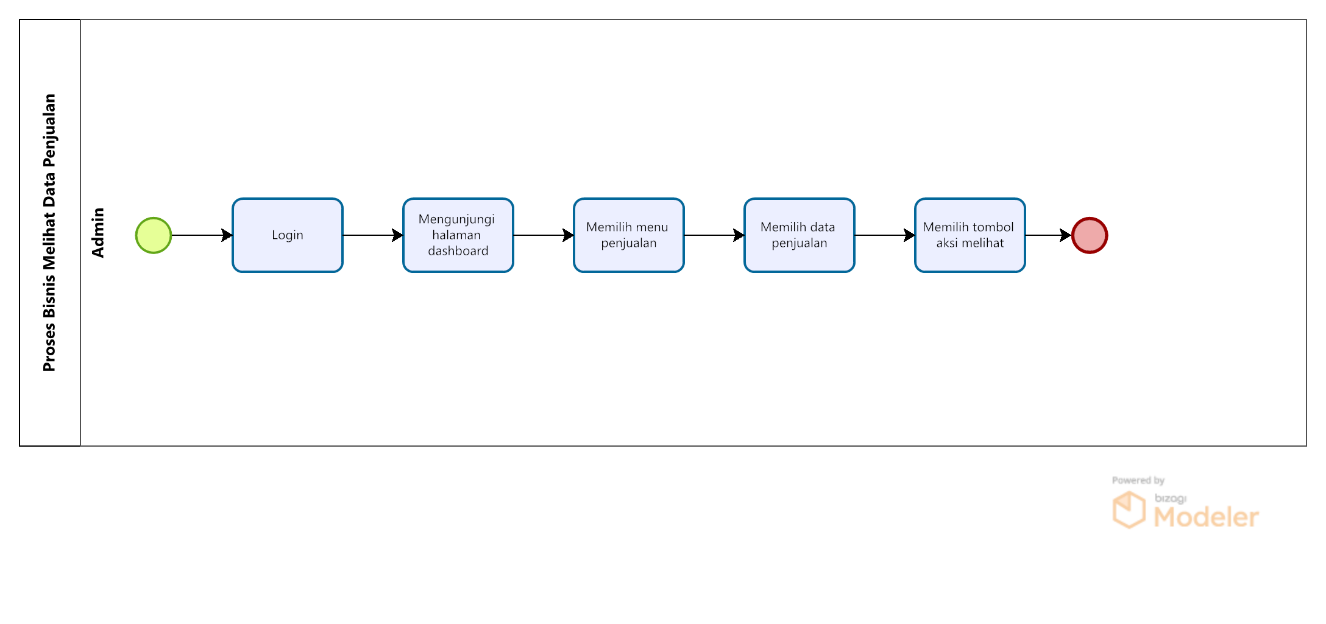 Proses Bisnis Melihat Data Penjualan
Admin
Login
Mengunjungi
halaman
dashboard
Memilih menu
penjualan
Memilih data
penjualan
Memilih tombol
aksi melihat
Powered by
bizagi
Modeler